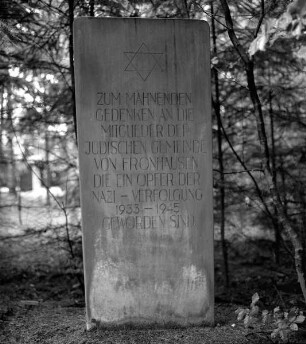 ZUM MAHNENDEN
GEDENKEN AN DIE
MITGLIEDER DER
JÜDISCHEN GEMEINDE
VON FRONHAUSEN
DIE EIN OPFER DER
NAZI - VERFOLGUNG
1933 - 1945
GEWORDEN SIND